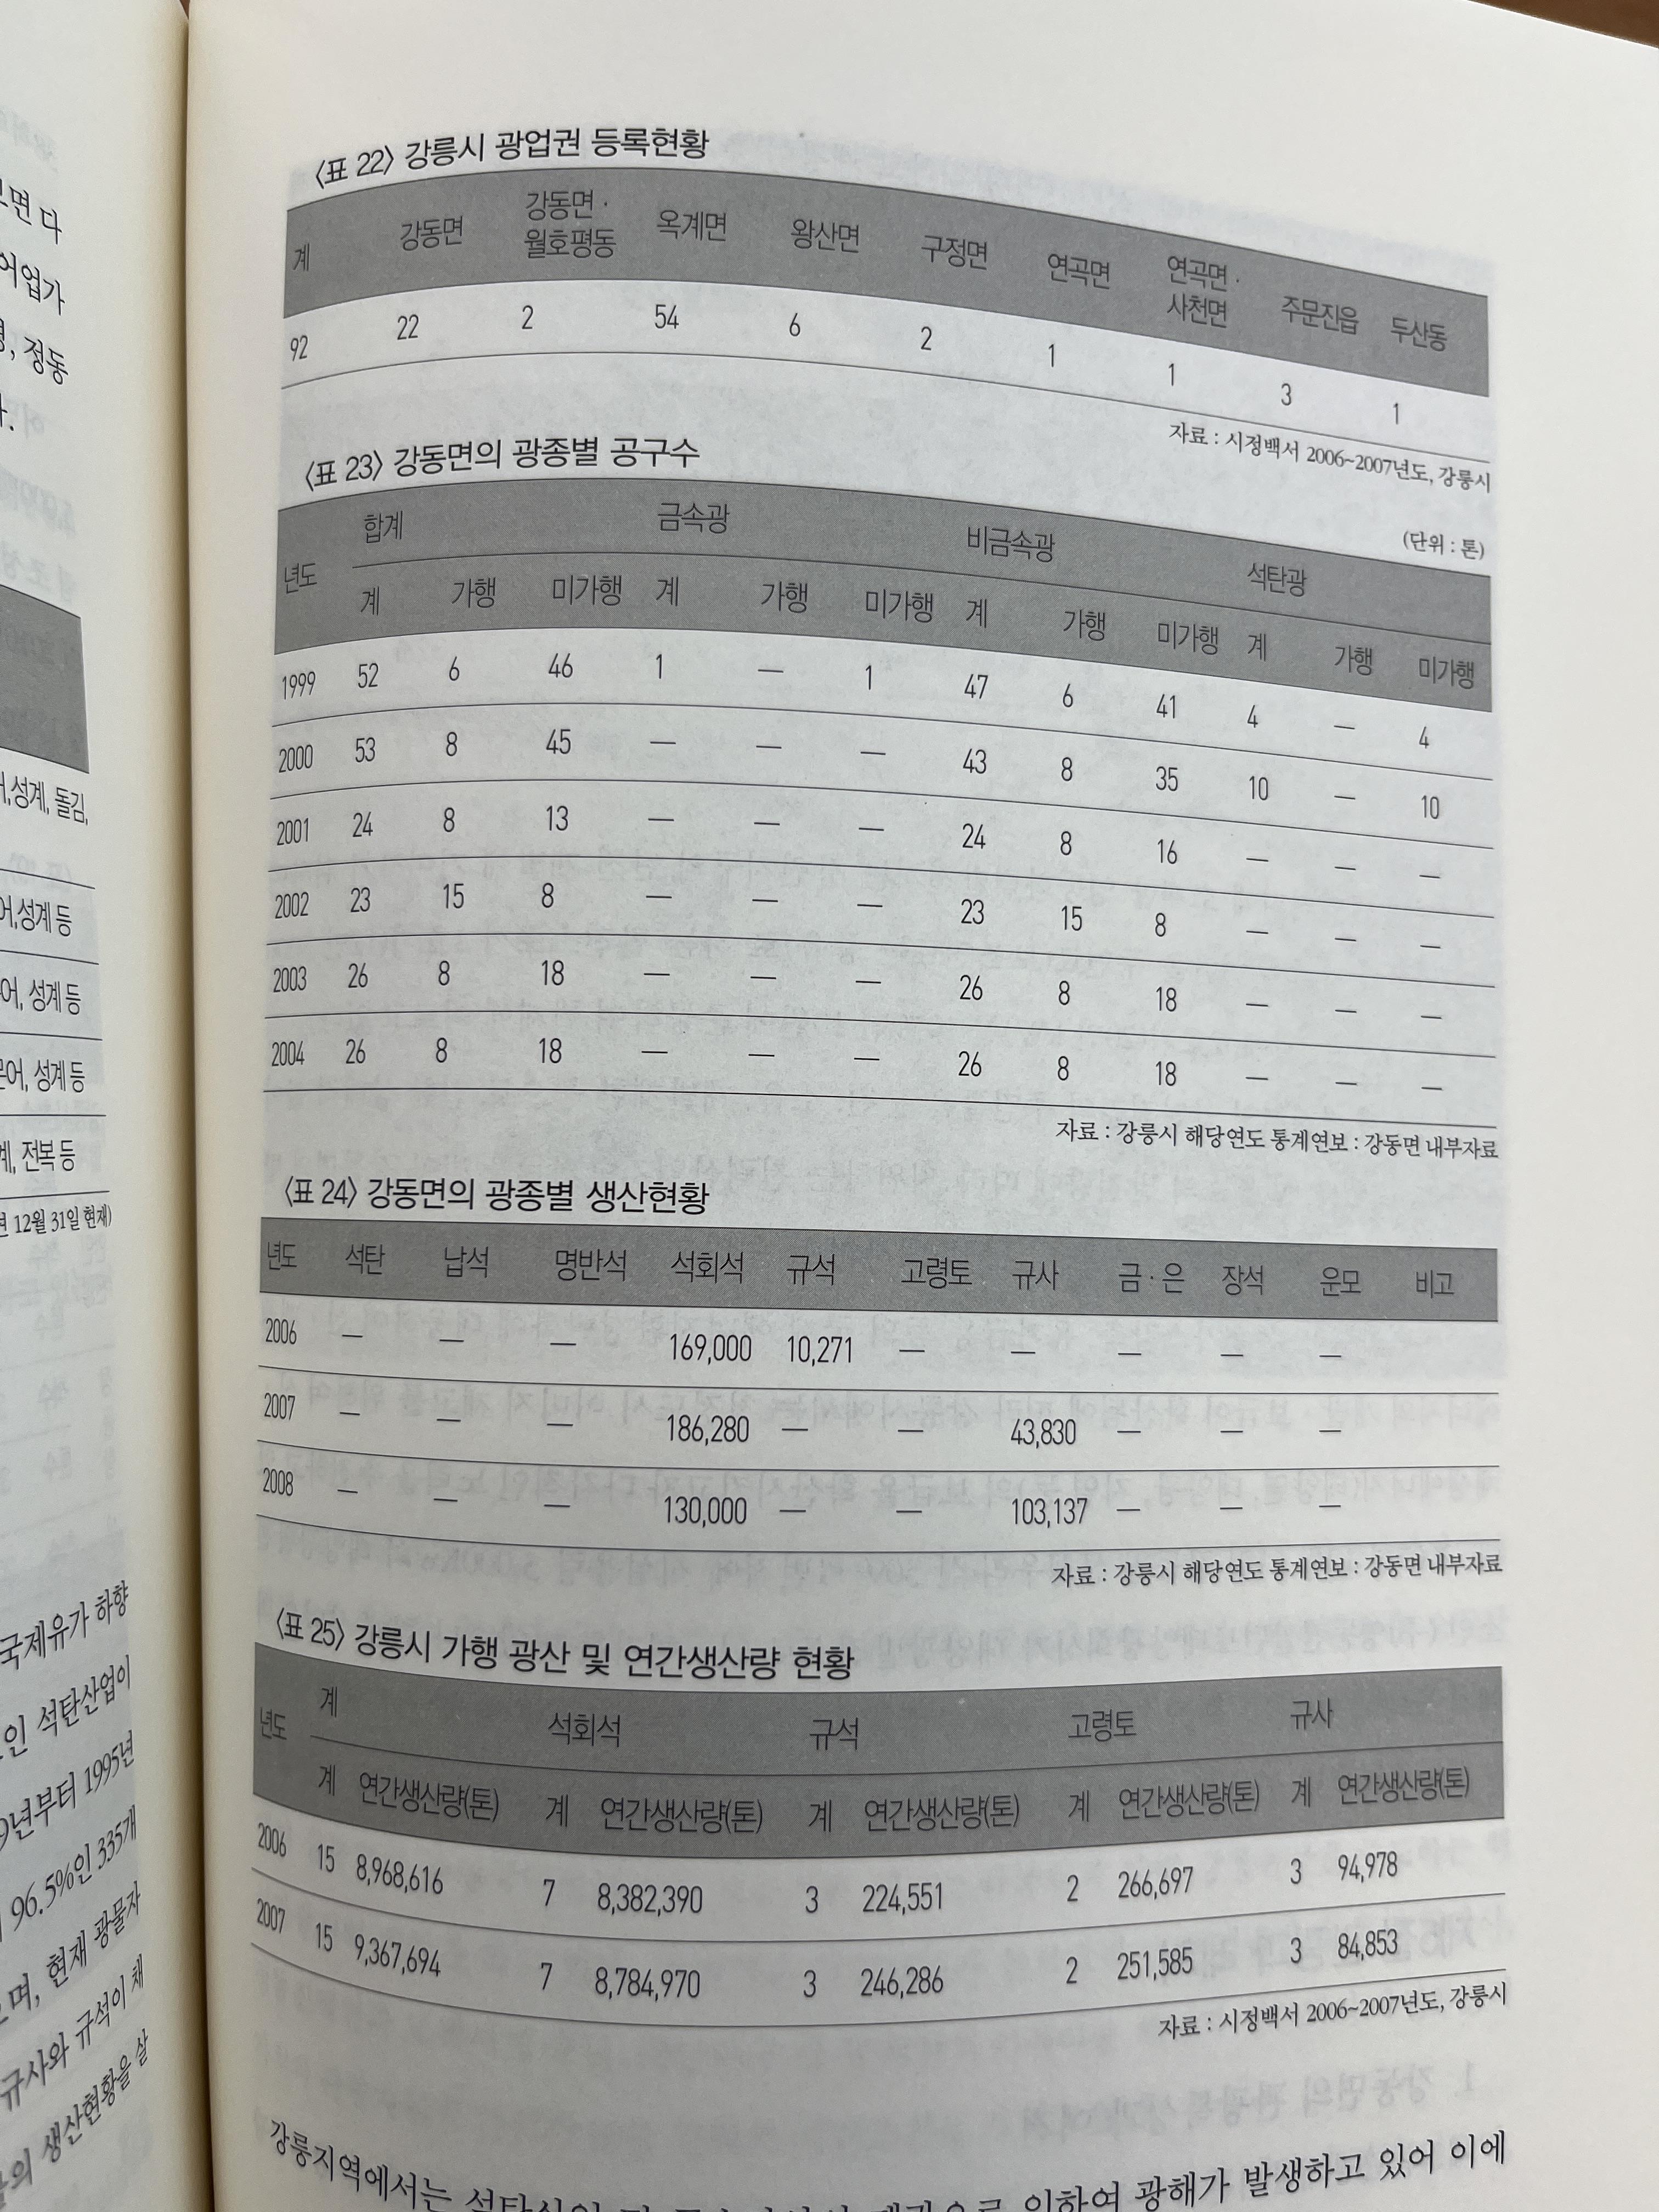 보면 다
어업가
, 정동
성게, 돌김,
성게 등
성게 등
문어, 성게 등
전복 등
12월 31일 현재)
국제유가 하향
인 석탄산업이
9년부터 1995년
96.5%인 335개
며, 현재 광물자
규사와 규석이 채
의 생산현황을 살
〈표 22〉 강릉시 광업권 등록현황
계 강동면 강동면· 월호평동 옥계면 왕산면 구정면 연곡면 연곡면· 사천면 주문진읍 두산동
92 22 2 54 6 2 1 1 3 1
자료 : 시정백서 2006~2007년도, 강릉시
〈표 23〉 강동면의 광종별 공구수
(단위 : 톤)
년도 합계 금속광 비금속광 석탄광
계 가행 미가행 계 가행 미가행 계 가행 미가행 계 가행 미가행
1999 52 6 46 1 — 1 47 6 41 4 — 4
2000 53 8 45 — — — 43 8 35 10 — 10
2001 24 8 13 — — — 24 8 16 — — —
2002 23 15 8 — — — 23 15 8 — — —
2003 26 8 18 — — — 26 8 18 — — —
2004 26 8 18 — — — 26 8 18 — — —
자료 : 강릉시 해당연도 통계연보 : 강동면 내부자료
〈표 24〉 강동면의 광종별 생산현황
년도 석탄 납석 명반석 석회석 규석 고령토 규사 금·은 장석 운모 비고
2006 — — — 169,000 10,271 — — — — —
2007 — — — 186,280 — — 43,830 — — —
2008 — — — 130,000 — — 103,137 — — —
자료 : 강릉시 해당연도 통계연보 : 강동면 내부자료
〈표 25〉 강릉시 가행 광산 및 연간생산량 현황
년도 계 석회석 규석 고령토 규사
계 연간생산량(톤) 계 연간생산량(톤) 계 연간생산량(톤) 계 연간생산량(톤) 계 연간생산량(톤)
2006 15 8,968,616 7 8,382,390 3 224,551 2 266,697 3 94,978
2007 15 9,367,694 7 8,784,970 3 246,286 2 251,585 3 84,853
자료 : 시정백서 2006~2007년도, 강릉시
강릉지역에서는 인하여 광해가 발생하고 있어 이에